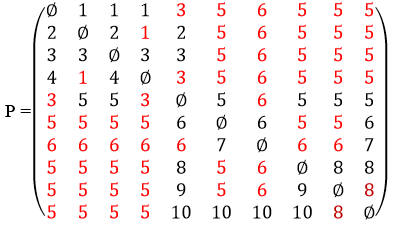 ∅ 1 1 1 3 5 6 5 5 5
2 ∅ 2 1 2 5 6 5 5 5
3 3 ∅ 3 3 5 6 5 5 5
4 1 4 ∅ 3 5 6 5 5 5
3 5 5 3 ∅ 5 6 5 5 5
P = 5 5 5 5 6 ∅ 6 5 5 6
6 6 6 6 6 7 ∅ 6 6 7
5 5 5 5 8 5 6 ∅ 8 8
5 5 5 5 9 5 6 9 ∅ 8
5 5 5 5 10 10 10 10 8 ∅